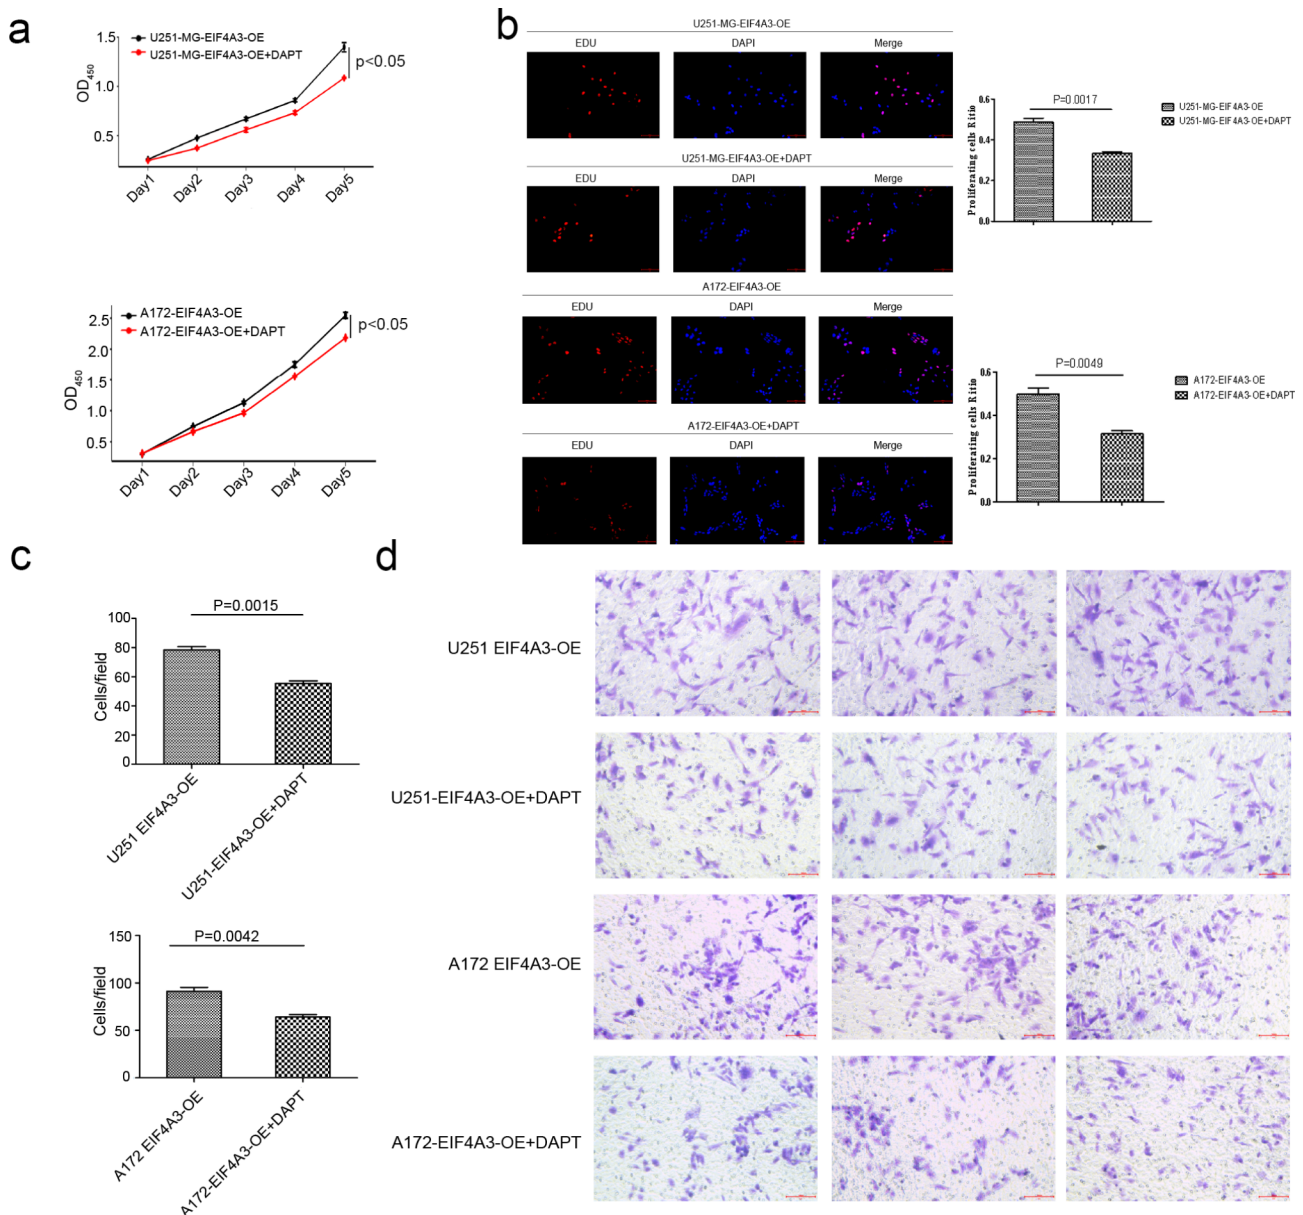 a
U251-MG-EIF4A3-OE
U251-MG-EIF4A3-OE+DAPT
p<0.05
OD450
1.5
1.0
0.5
Day1
Day2
Day3
Day4
Day5
A172-EIF4A3-OE
A172-EIF4A3-OE+DAPT
p<0.05
OD450
2.5
2.0
1.5
1.0
0.5
Day1
Day2
Day3
Day4
Day5
b
U251-MG-EIF4A3-OE
EDU DAPI Merge
U251-MG-EIF4A3-OE+DAPT
EDU DAPI Merge
A172-EIF4A3-OE
EDU DAPI Merge
A172-EIF4A3-OE+DAPT
EDU DAPI Merge
P=0.0017
Proliferating cells Ritio
0.6
0.4
0.2
0.0
U251-MG-EIF4A3-OE
U251-MG-EIF4A3-OE+DAPT
P=0.0049
Proliferating cells Ritio
0.6
0.4
0.2
0.0
A172-EIF4A3-OE
A172-EIF4A3-OE+DAPT
c
P=0.0015
Cells/field
100
80
60
40
20
0
U251 EIF4A3-OE
U251-EIF4A3-OE+DAPT
P=0.0042
Cells/field
150
100
50
0
A172 EIF4A3-OE
A172-EIF4A3-OE+DAPT
d
U251 EIF4A3-OE
U251-EIF4A3-OE+DAPT
A172 EIF4A3-OE
A172-EIF4A3-OE+DAPT